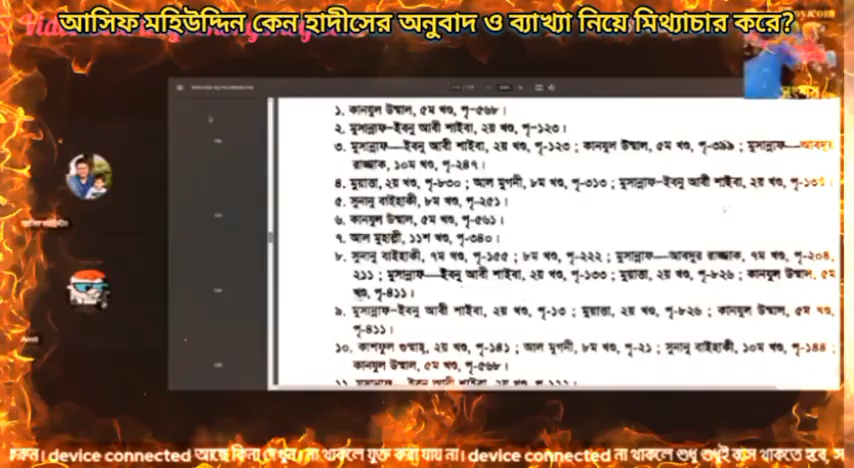 আসিফ মহিউদ্দিন কেন হাদীসের অনুবাদ ও ব্যাখ্যা নিয়ে মিথ্যাচার করে?
১. কানযুল উম্মাল, ৫ম খণ্ড, পৃ-৫৬৮।
২. মুসান্নাফ-ইবনু আবী শাইবা, ২য় খণ্ড, পৃ-১২৩।
৩. মুসান্নাফ—ইবনু আবী শাইবা, ২য় খণ্ড, পৃ-১২৩ ; কানযুল উম্মাল, ৫ম খণ্ড, পৃ-৩৯৯ ; মুসান্নাফ—আবদুর
রাজ্জাক, ১০ম খণ্ড, পৃ-২৪৭।
৪. মুয়াত্তা, ২য় খণ্ড, পৃ-৮৩০ ; আল মুগনী, ৮ম খণ্ড, পৃ-৩১৩ ; মুসান্নাফ-ইবনু আবী শাইবা, ২য় খণ্ড,
৫. সুনানু বাইহাকী, ৮ম খণ্ড, পৃ-২৫১।
৬. কানযুল উম্মাল, ৫ম খণ্ড, পৃ-৫৬১।
৭. আল মুহাল্লী, ১১শ খণ্ড, পৃ-৩৪০।
৮. সুনানু বাইহাকী, ৭ম খণ্ড, পৃ-১৫৫ ; ৮ম খণ্ড, পৃ-২২২ ; মুসান্নাফ—আবদুর রাজ্জাক, ৭ম খণ্ড, পৃ-২০৪,
২১১ ; মুসান্নাফ—ইবনু আবী শাইবা, ২য় খণ্ড, পৃ-১৩৩ ; মুয়াত্তা, ২য় খণ্ড, পৃ-৮২৬ ; কানযুল উম্মাল, ৫ম
খণ্ড, পৃ-৪১১।
৯. মুসান্নাফ-ইবনু আবী শাইবা, ২য় খণ্ড, পৃ-১৩ ; মুয়াত্তা, ২য় খণ্ড, পৃ-৮২৬ ; কানযুল উম্মাল, ৫ম খণ্ড,
পৃ-৪১১।
১০. কাশফুল গুম্মাহ্, ২য় খণ্ড, পৃ-১৪১ ; আল মুগনী, ৮ম খণ্ড, পৃ-২১ ; সুনানু বাইহাকী, ১০ম খণ্ড, পৃ-১৪৪ ;
কানযুল উম্মাল, ৫ম খণ্ড, পৃ-৫৬৮।
device connected আছে কিনা দেখুন। না থাকলে যুক্ত করা যায় না। device connected না থাকলে শুধু শুধুই বসে থাকতে হবে, স